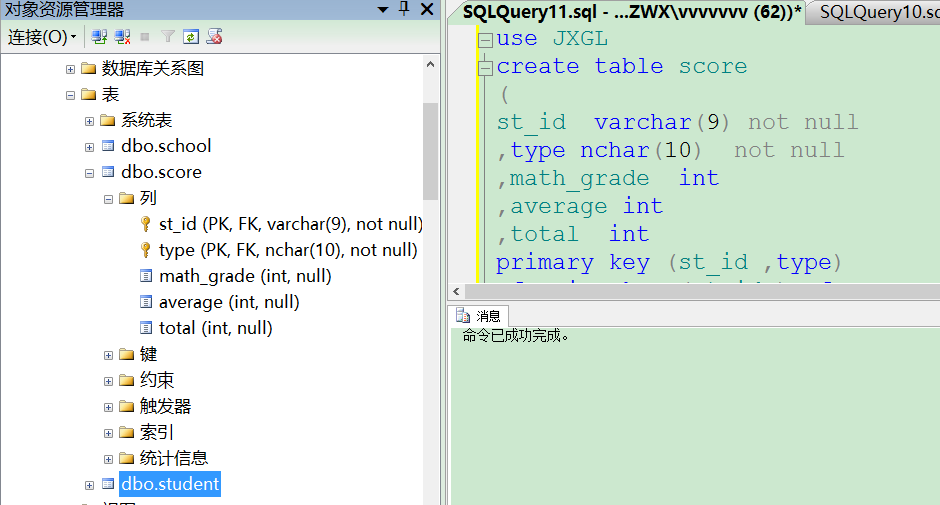 对象资源管理器
连接(O)
数据库关系图
表
系统表
dbo.school
dbo.score
列
st_id (PK, FK, varchar(9), not null)
type (PK, FK, nchar(10), not null)
math_grade (int, null)
average (int, null)
total (int, null)
键
约束
触发器
索引
统计信息
dbo.student
SQLQuery11.sql - ...ZWX\vvvvvvv (62))*
SQLQuery10.sc
use JXGL
create table score
(
st_id varchar(9) not null
,type nchar(10) not null
,math_grade int
,average int
,total int
primary key (st_id ,type)
消息
命令已成功完成。